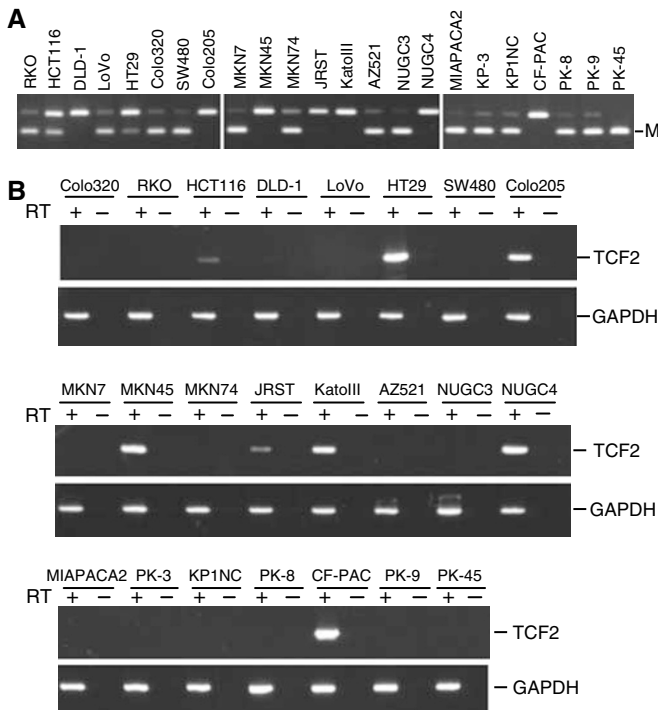 A
RKO HCT116 DLD-1 LoVo HT29 Colo320 SW480 Colo205 MKN7 MKN45 MKN74 JRST KatoIII AZ521 NUGC3 NUGC4 MIAPACA2 KP-3 KP1NC CF-PAC PK-8 PK-9 PK-45
–M
B
Colo320 RKO HCT116 DLD-1 LoVo HT29 SW480 Colo205
RT + – + – + – + – + – + – + – + –
– TCF2
– GAPDH
MKN7 MKN45 MKN74 JRST KatoIII AZ521 NUGC3 NUGC4
RT + – + – + – + – + – + – + – + –
– TCF2
– GAPDH
MIAPACA2 PK-3 KP1NC PK-8 CF-PAC PK-9 PK-45
RT + – + – + – + – + – + – + –
– TCF2
– GAPDH